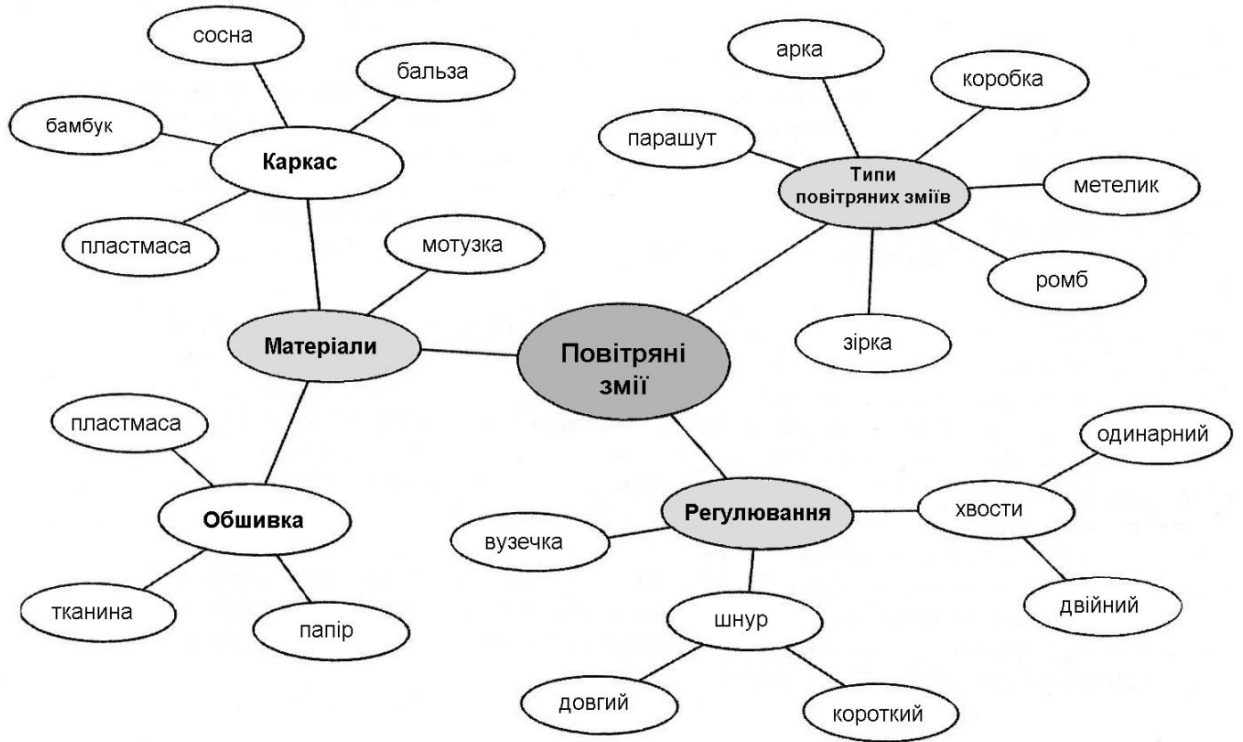 сосна
бальза
бамбук
Каркас
пластмаса
мотузка
Матеріали
пластмаса
Обшивка
тканина
папір
Повітряні
змії
арка
коробка
парашут
Типи
повітряних зміїв
метелик
ромб
зірка
одинарний
Регулювання
хвости
вузечка
двійний
шнур
довгий
короткий